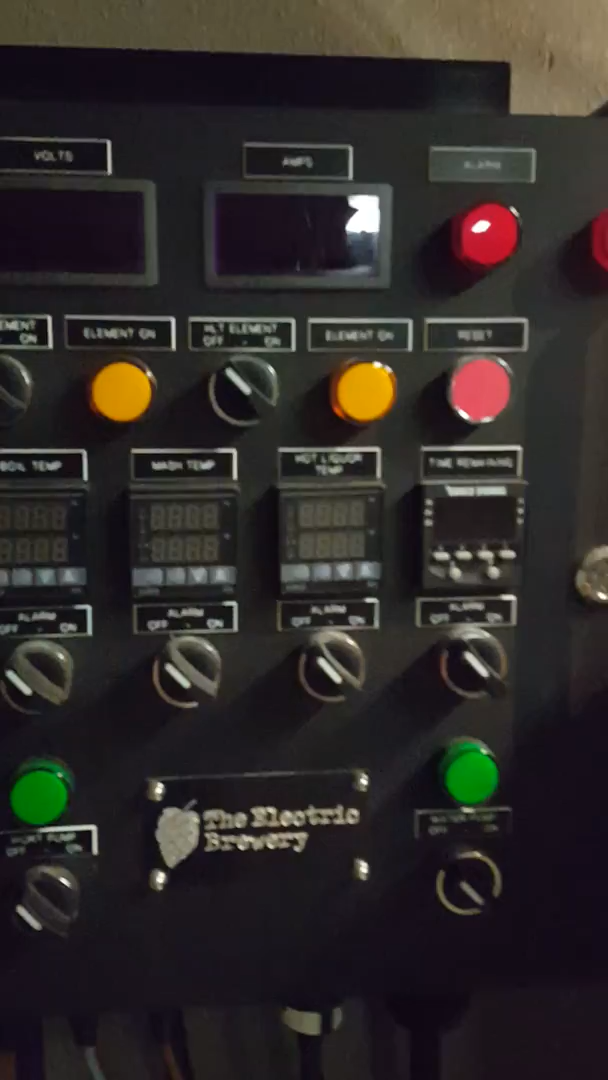 VOLTS
AMPS
ALARM
ELEMENT ON
HLT ELEMENT
OFF - ON
ELEMENT ON
RESET
BOIL TEMP
MASH TEMP
HOT LIQUOR
TEMP
TIME REMAINING
ALARM
OFF - ON
ALARM
OFF - ON
ALARM
OFF - ON
ALARM
OFF - ON
The Electric
Brewery
WORT PUMP
OFF - ON
WATER PUMP
OFF - ON